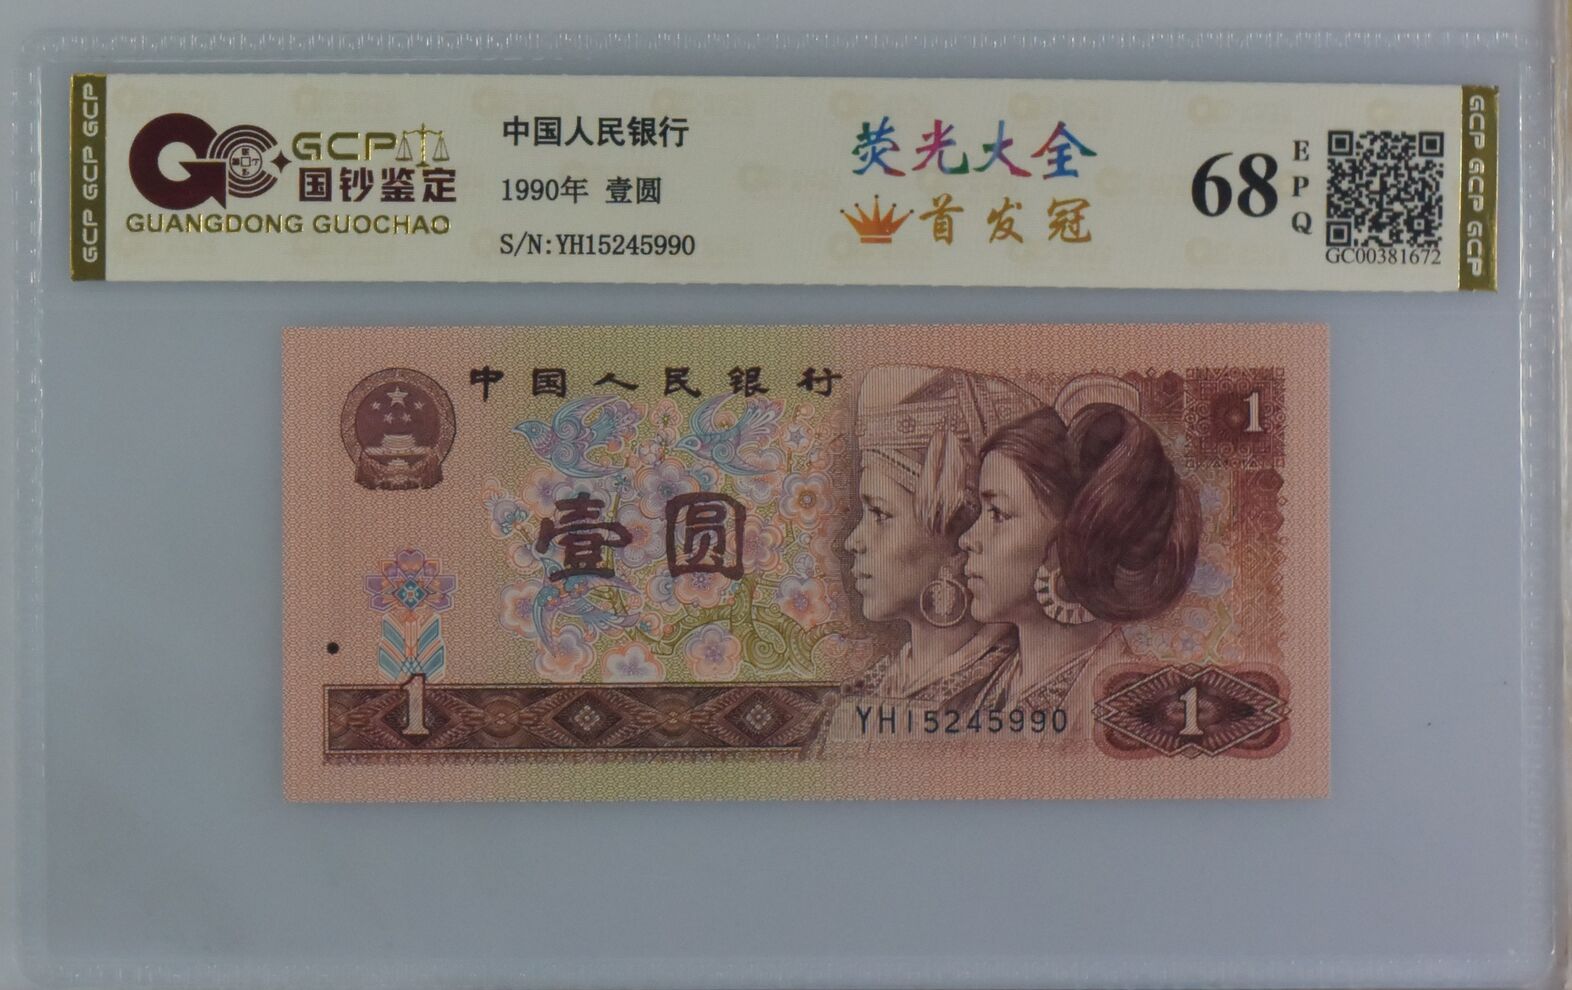 GCP GCP GCP
GCP
国钞鉴定
GUANGDONG GUOCHAO
中国人民银行
1990年 壹圆
S/N:YH15245990
荧光大全
首发冠
68
EPQ
GC00381672
GCP GCP GCP
中国人民银行
1
壹圆
1
YH15245990
1